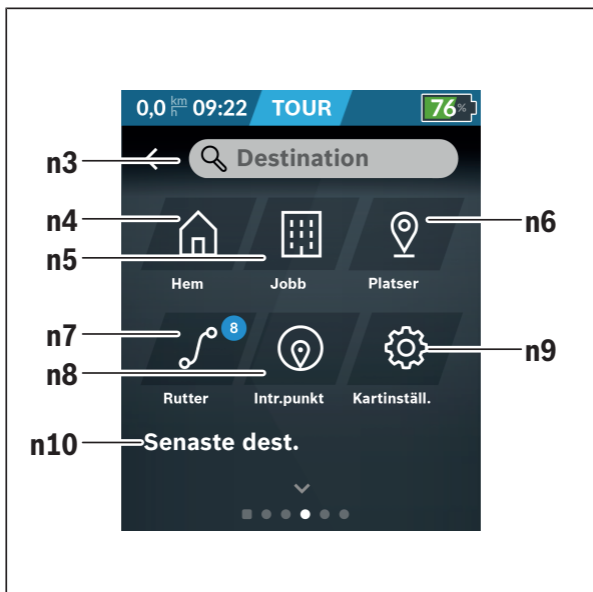 0,0 km/h 09:22 TOUR 76%
n3 Destination
n4 n6
n5
Hem Jobb Platser
n7 8
n8 n9
Rutter Intr.punkt Kartinställ.
n10 Senaste dest.